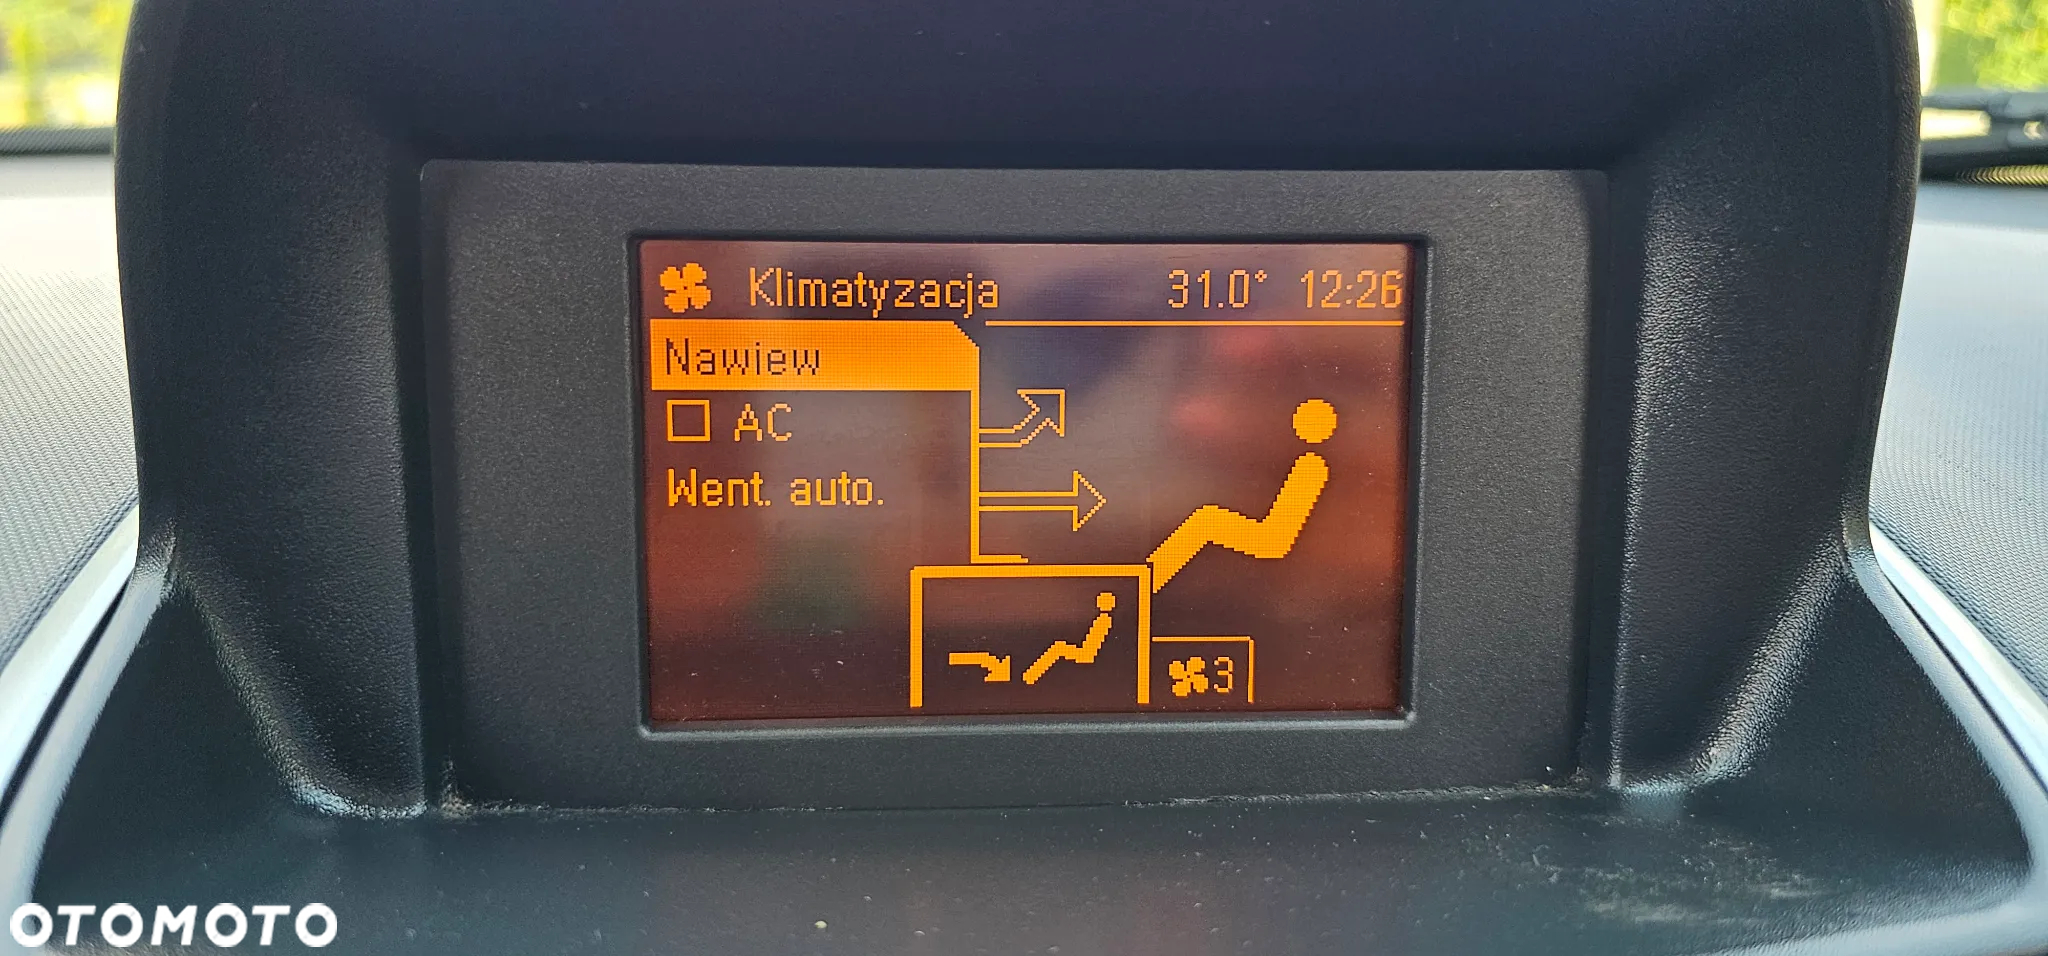 Klimatyzacja 31.0° 12:26
Nawiew
AC
Went. auto.
3
OTOMOTO